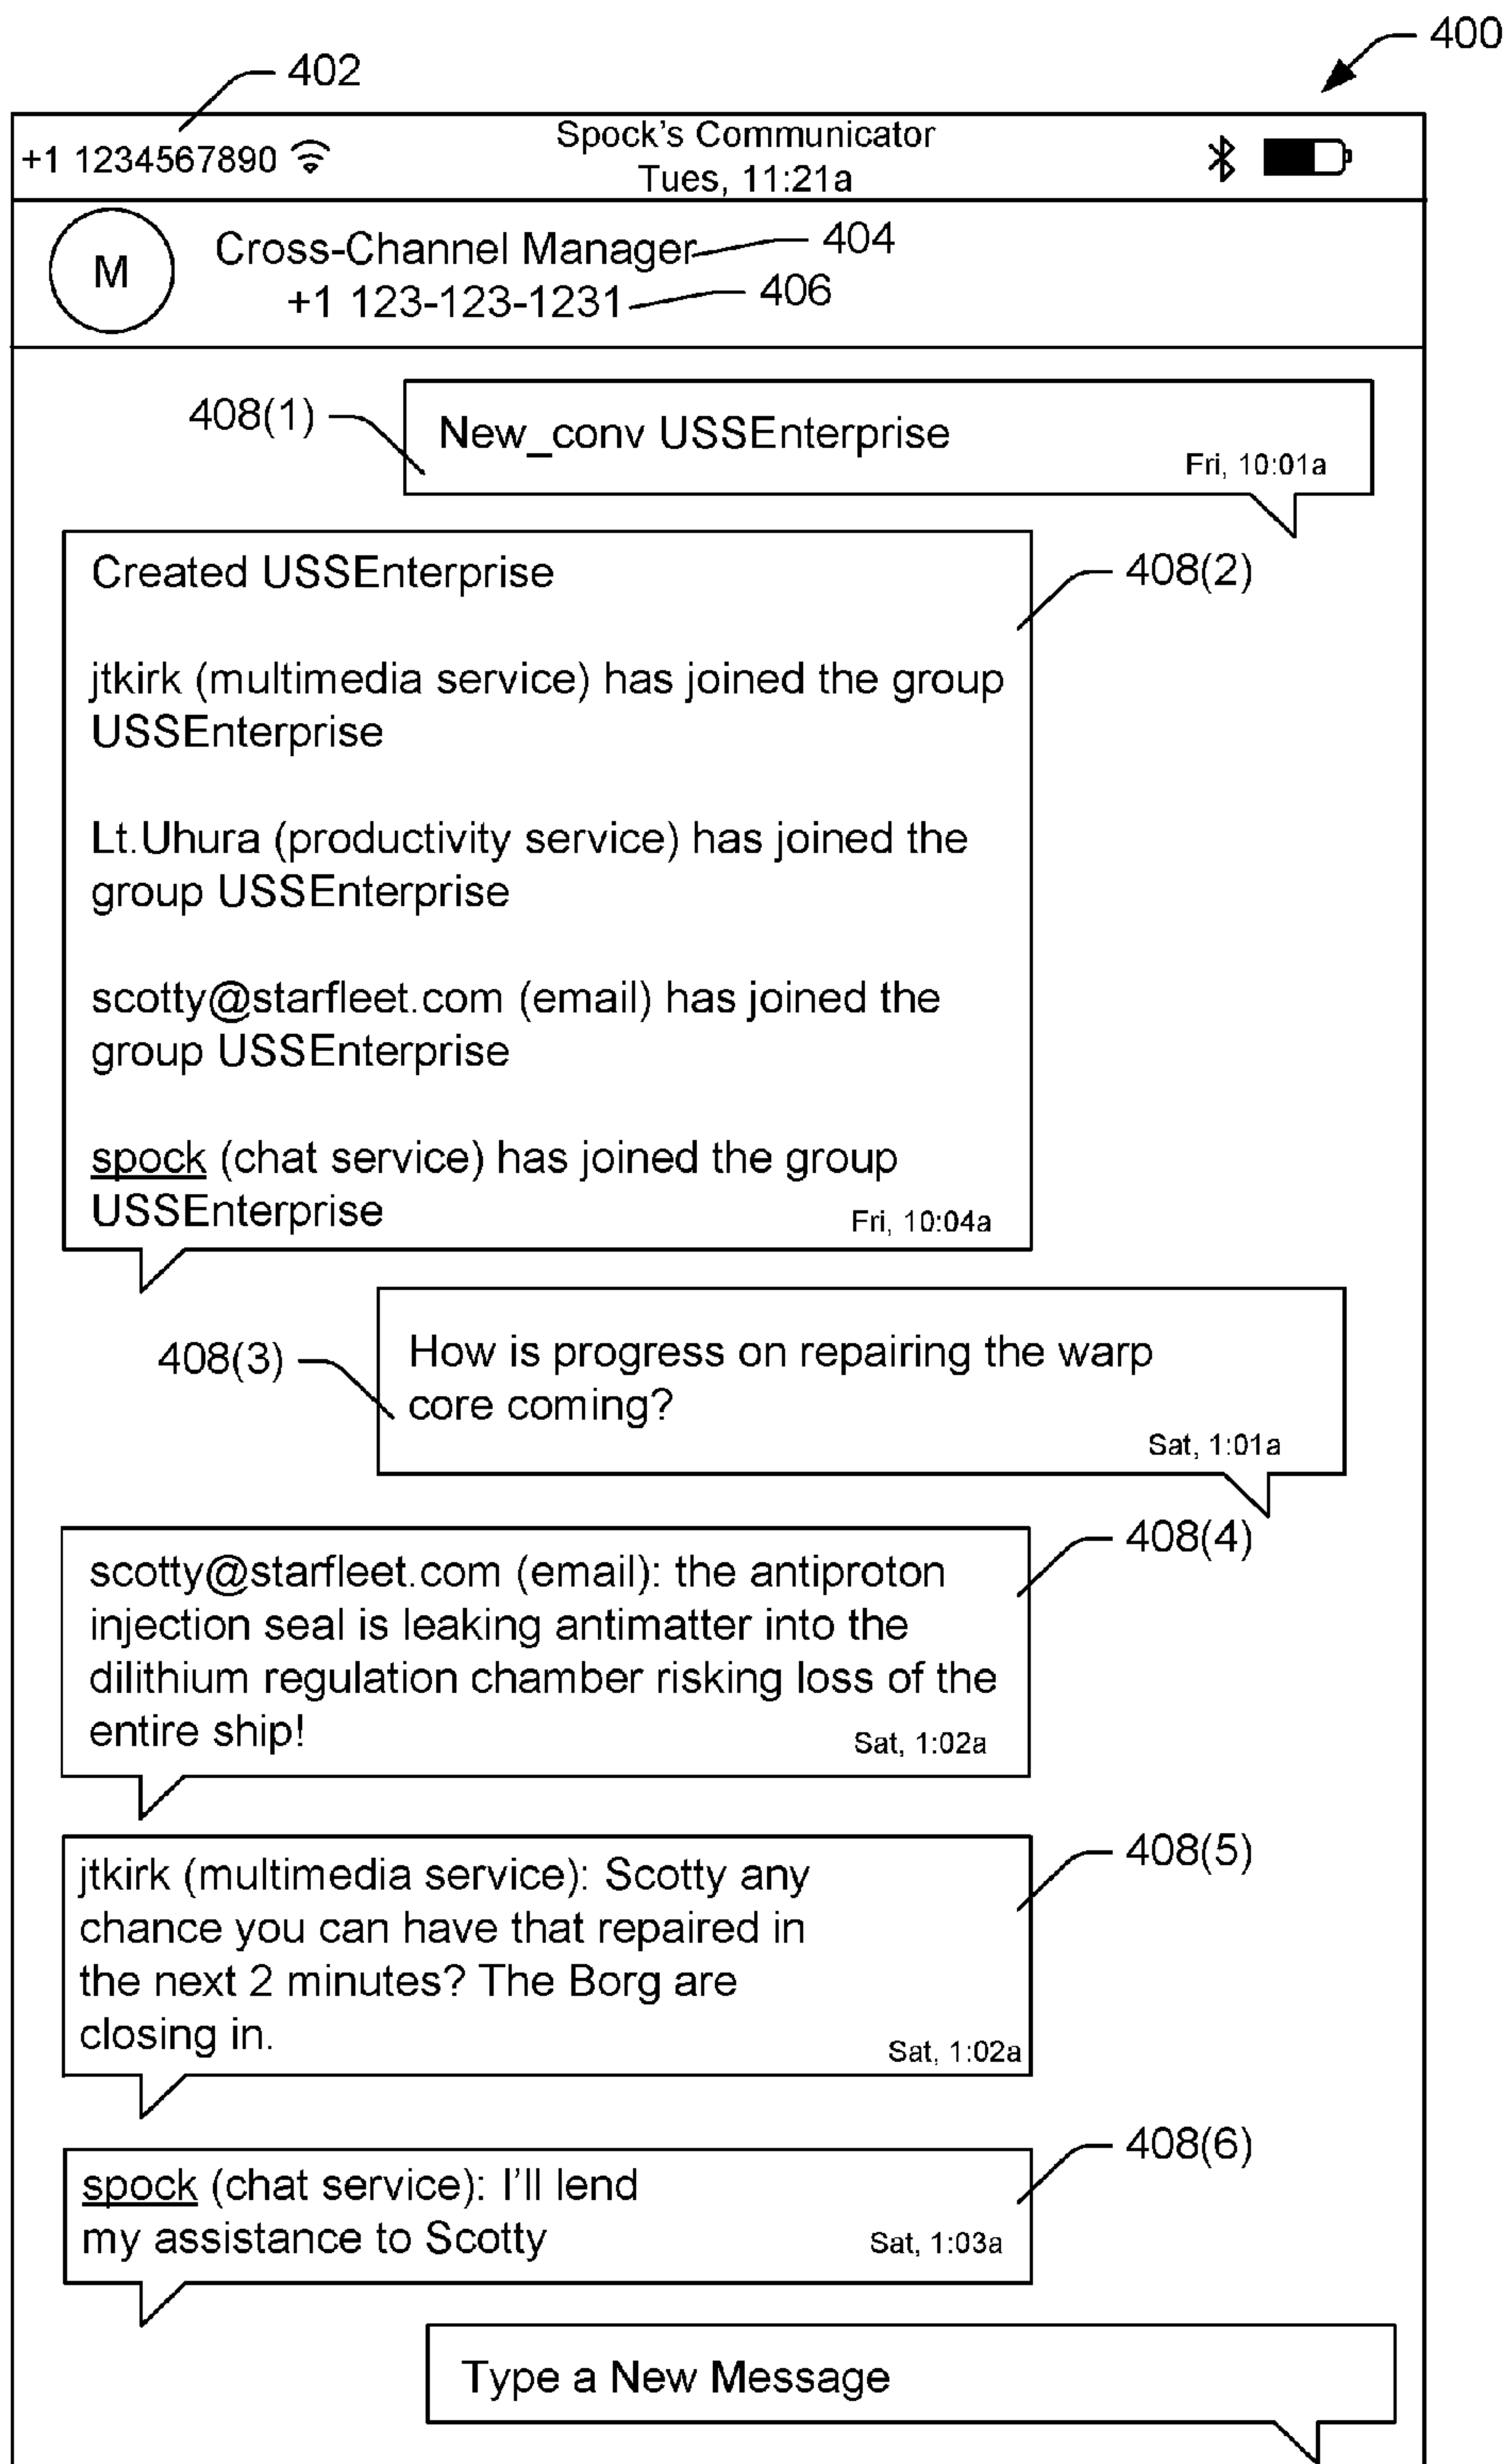 400
402
+1 1234567890
Spock's Communicator
Tues, 11:21a
M
Cross-Channel Manager
404
+1 123-123-1231
406
408(1)
New_conv USSEnterprise
Fri, 10:01a
Created USSEnterprise
408(2)
jtkirk (multimedia service) has joined the group
USSEnterprise
Lt.Uhura (productivity service) has joined the
group USSEnterprise
scotty@starfleet.com (email) has joined the
group USSEnterprise
spock (chat service) has joined the group
USSEnterprise
Fri, 10:04a
408(3)
How is progress on repairing the warp
core coming?
Sat, 1:01a
408(4)
scotty@starfleet.com (email): the antiproton
injection seal is leaking antimatter into the
dilithium regulation chamber risking loss of the
entire ship!
Sat, 1:02a
408(5)
jtkirk (multimedia service): Scotty any
chance you can have that repaired in
the next 2 minutes? The Borg are
closing in.
Sat, 1:02a
408(6)
spock (chat service): I'll lend
my assistance to Scotty
Sat, 1:03a
Type a New Message